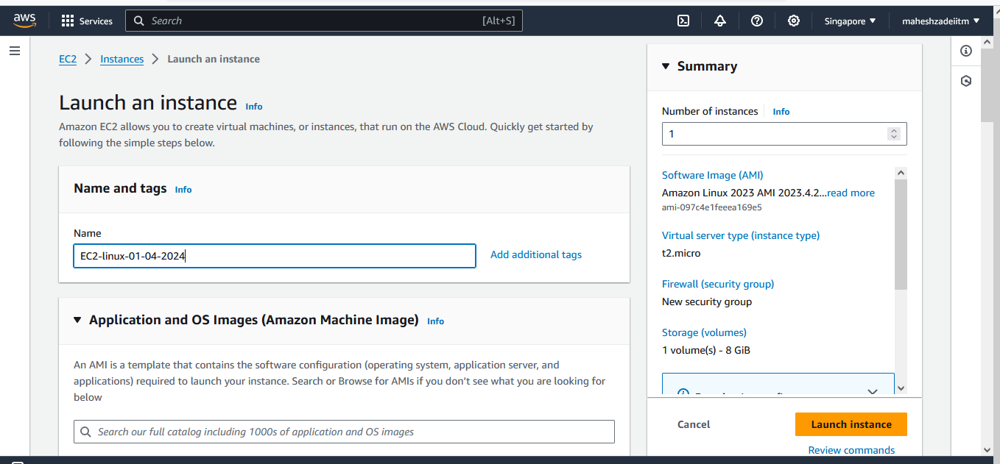 aws
Services
Search
[Alt+S]
Singapore
maheshzadeiitm
EC2
Instances
Launch an instance
Launch an instance Info
Amazon EC2 allows you to create virtual machines, or instances, that run on the AWS Cloud. Quickly get started by
following the simple steps below.
Name and tags Info
Name
EC2-linux-01-04-2024
Add additional tags
Application and OS Images (Amazon Machine Image) Info
An AMI is a template that contains the software configuration (operating system, application server, and
applications) required to launch your instance. Search or Browse for AMIs if you don't see what you are looking for
below
Search our full catalog including 1000s of application and OS images
Summary
Number of instances Info
1
Software Image (AMI)
Amazon Linux 2023 AMI 2023.4.2...read more
ami-097c4e1feeea169e5
Virtual server type (instance type)
t2.micro
Firewall (security group)
New security group
Storage (volumes)
1 volume(s) - 8 GiB
Cancel
Launch instance
Review commands